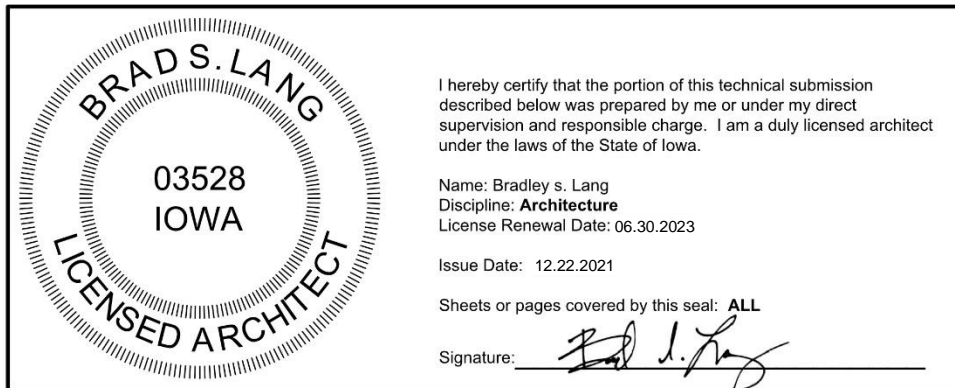 BRAD S. LANG
03528
IOWA
LICENSED ARCHITECT
I hereby certify that the portion of this technical submission
described below was prepared by me or under my direct
supervision and responsible charge. I am a duly licensed architect
under the laws of the State of Iowa.
Name: Bradley s. Lang
Discipline: Architecture
License Renewal Date: 06.30.2023
Issue Date: 12.22.2021
Sheets or pages covered by this seal: ALL
Signature: Brad S. Lang